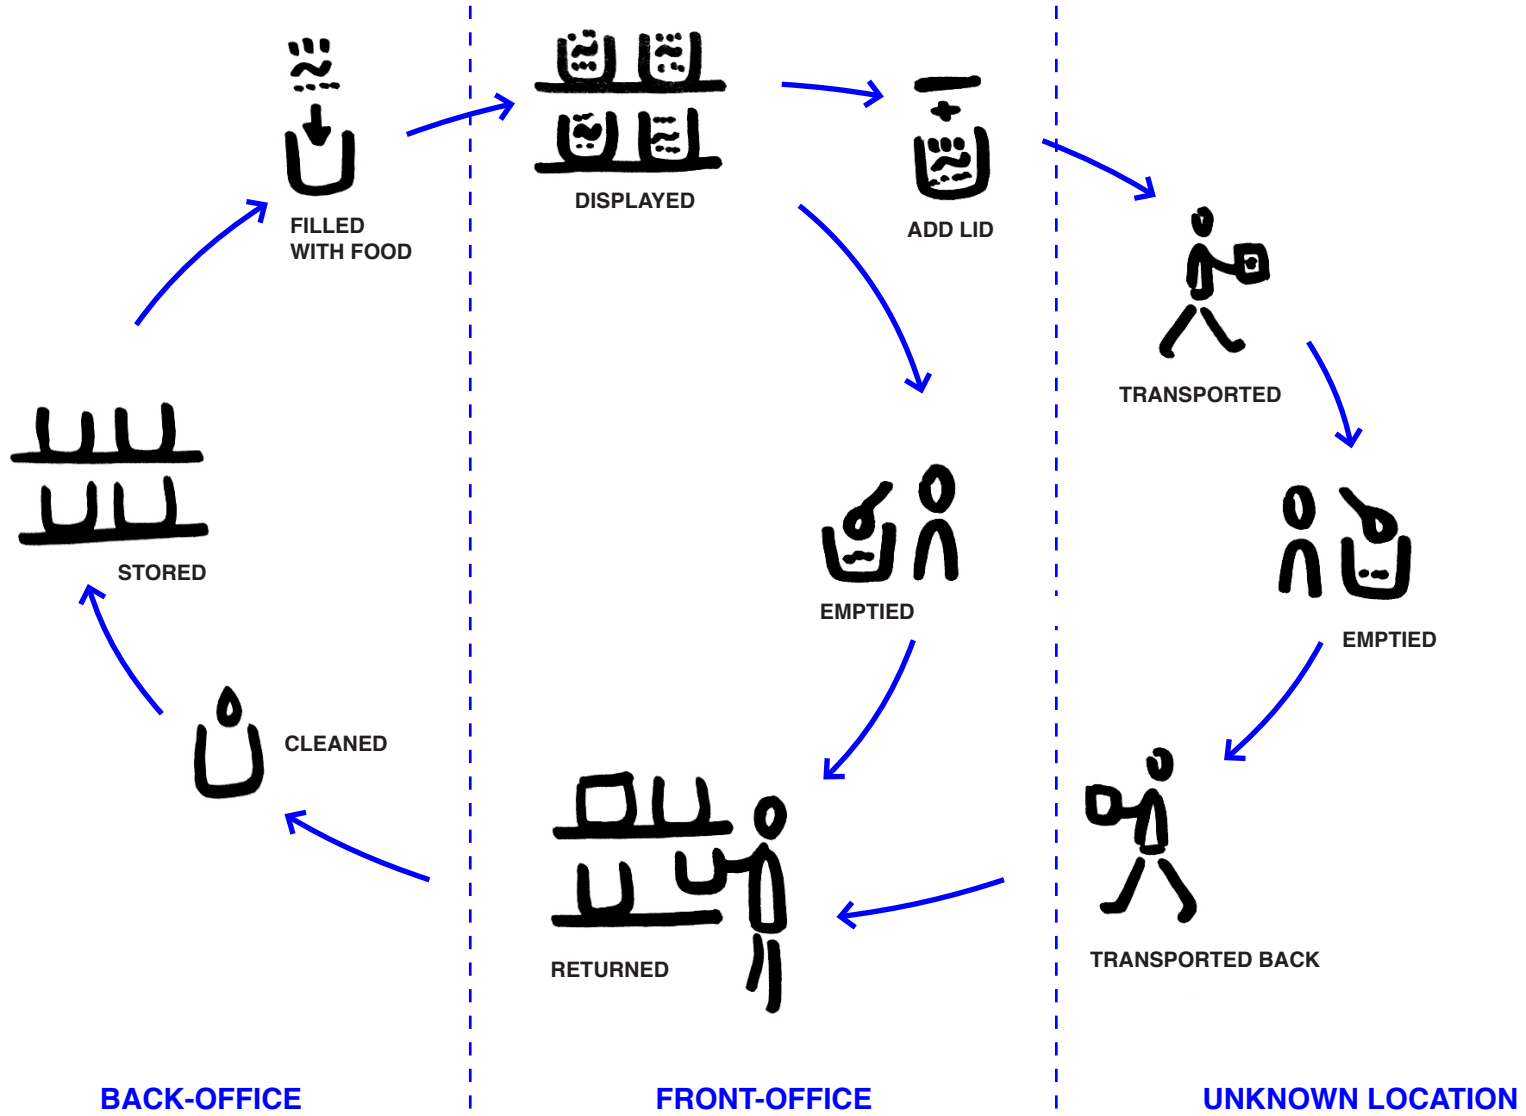 FILLED
WITH FOOD
DISPLAYED
ADD LID
TRANSPORTED
STORED
EMPTIED
EMPTIED
CLEANED
RETURNED
TRANSPORTED BACK
BACK-OFFICE
FRONT-OFFICE
UNKNOWN LOCATION